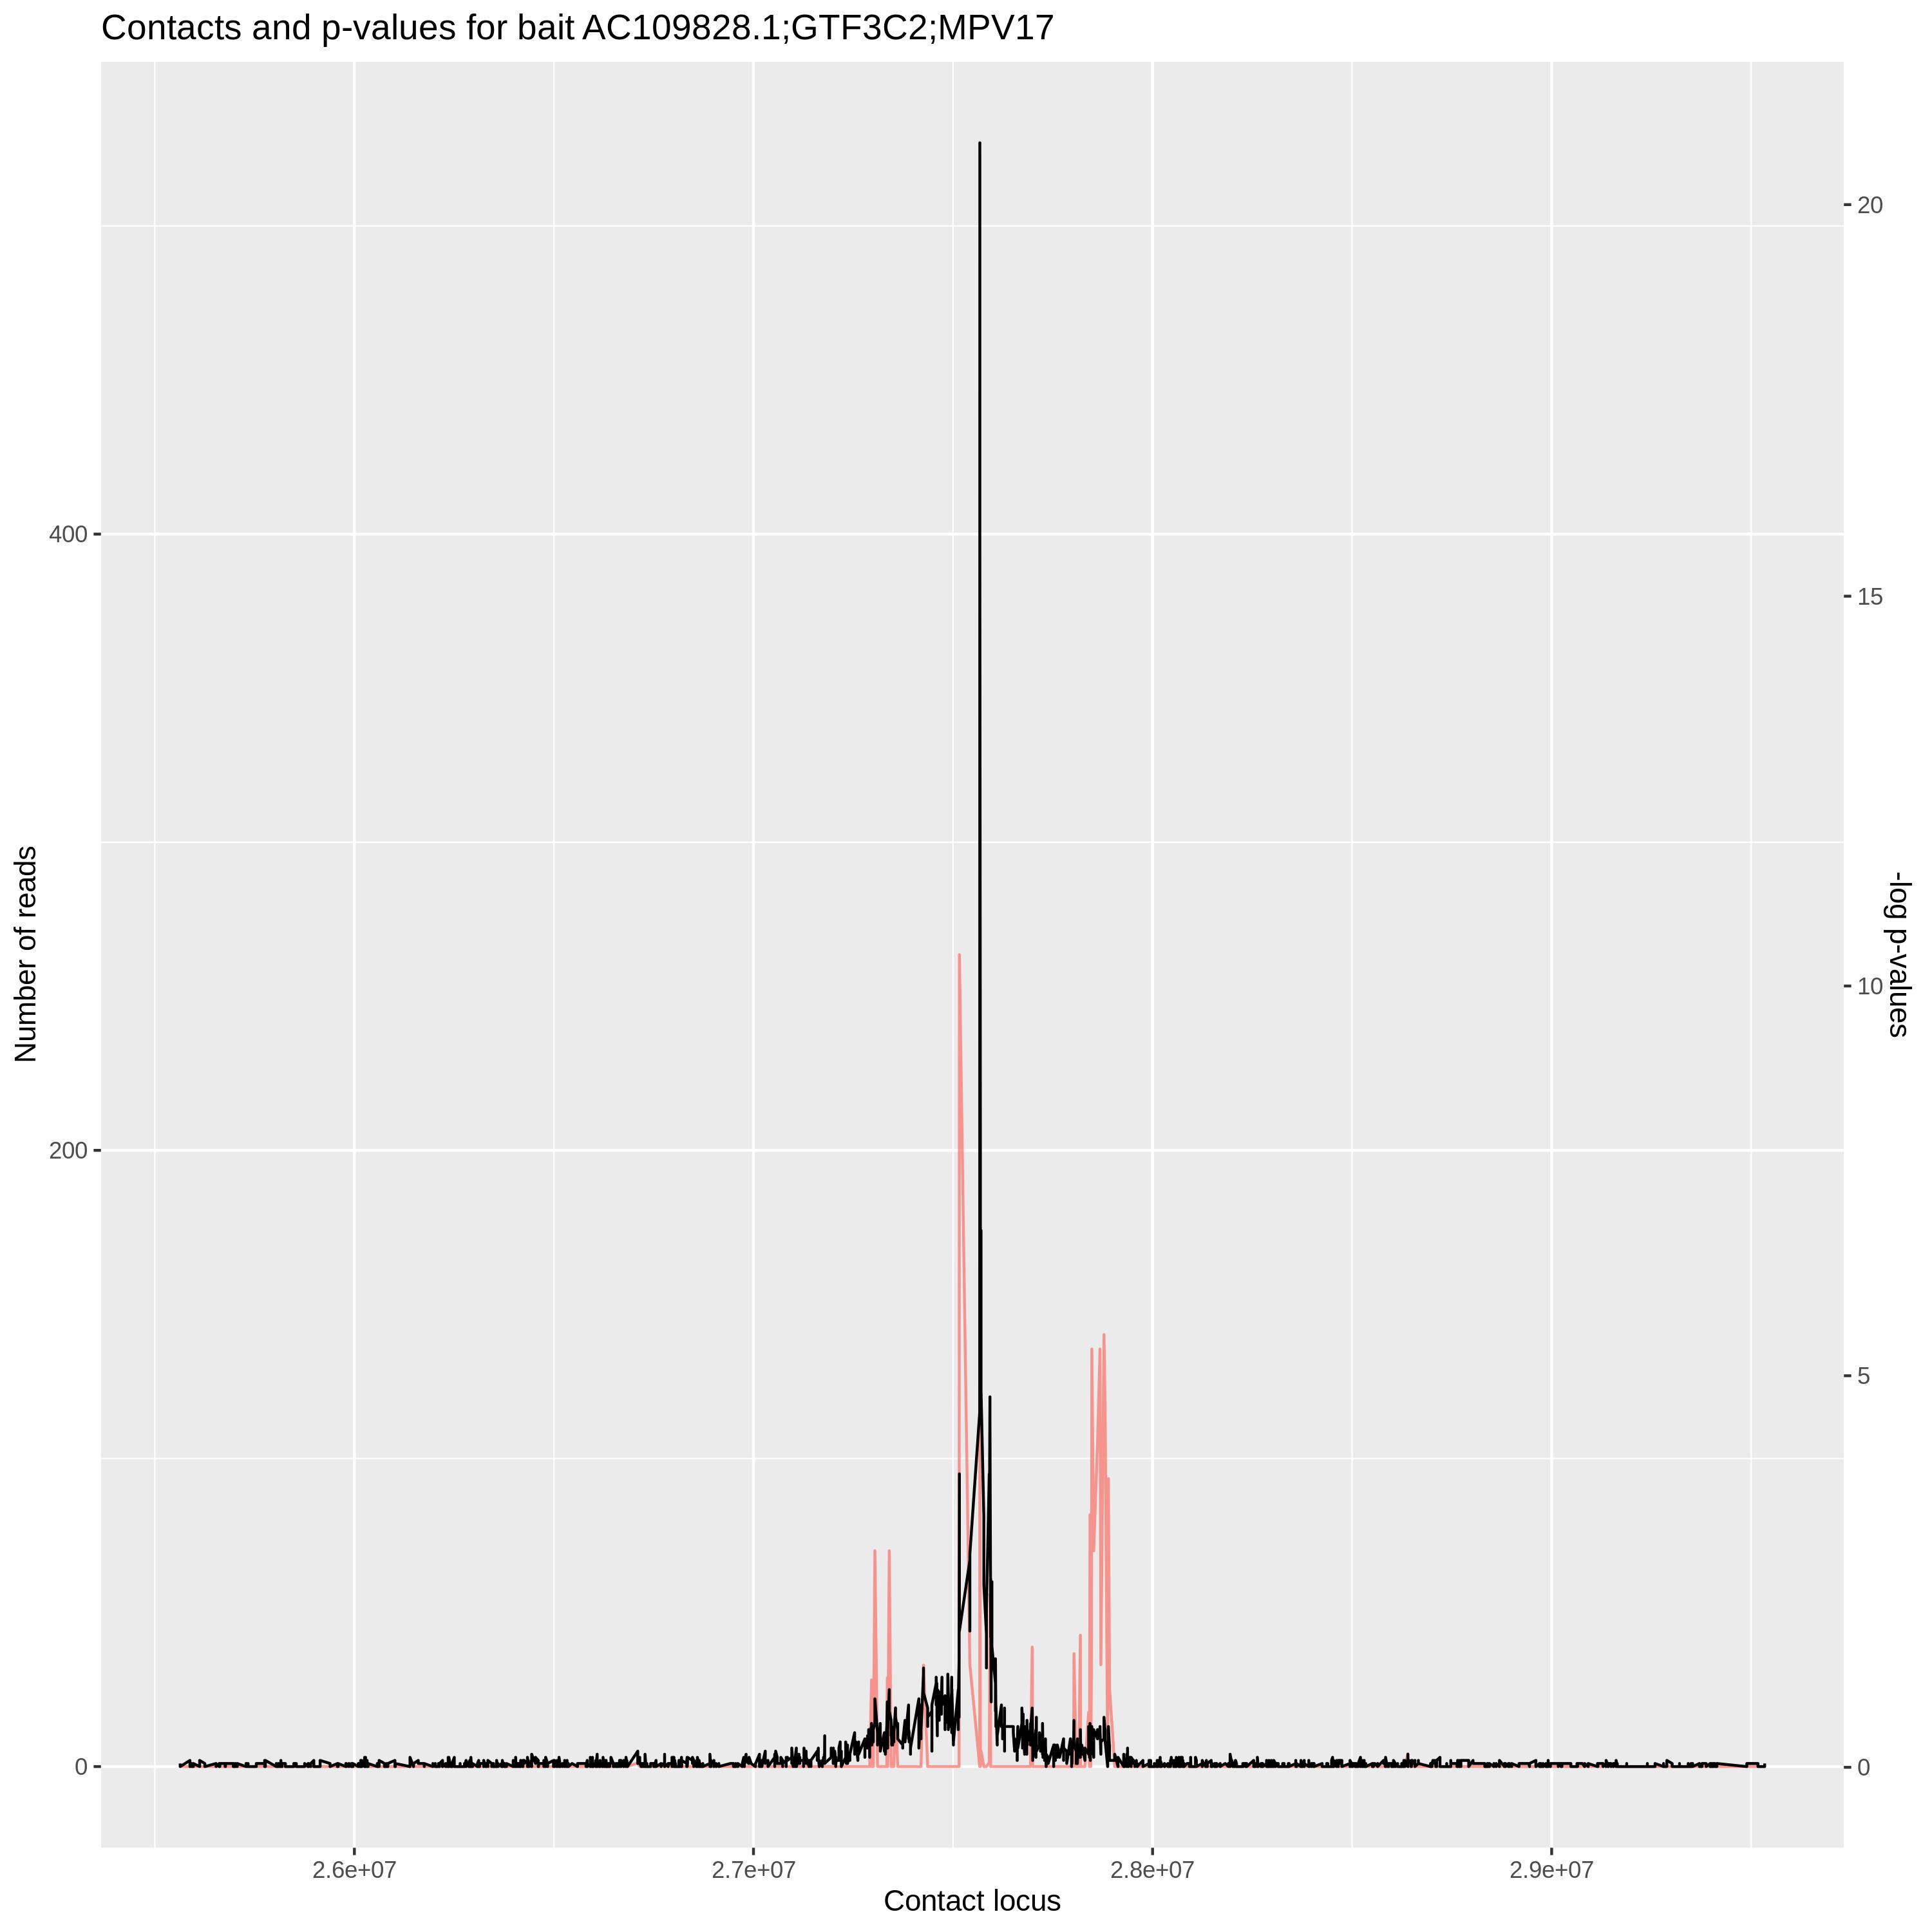 Contacts and p-values for bait AC109828.1;GTF3C2;MPV17
20
400
15
Number of reads
-log p-values
10
200
5
0
0
2.6e+07 2.7e+07 2.8e+07 2.9e+07
Contact locus